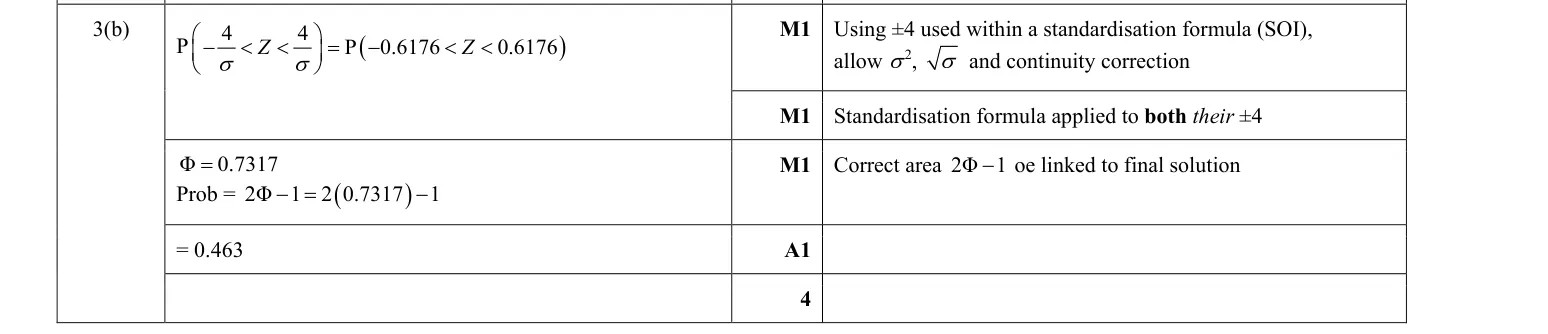 3(b)
P(−4/σ < Z < 4/σ) = P(−0.6176 < Z < 0.6176)
M1
Using ±4 used within a standardisation formula (SOI),
allow σ², √σ and continuity correction
M1
Standardisation formula applied to both their ±4
Φ = 0.7317
Prob = 2Φ − 1 = 2(0.7317) − 1
M1
Correct area 2Φ − 1 oe linked to final solution
= 0.463
A1
4